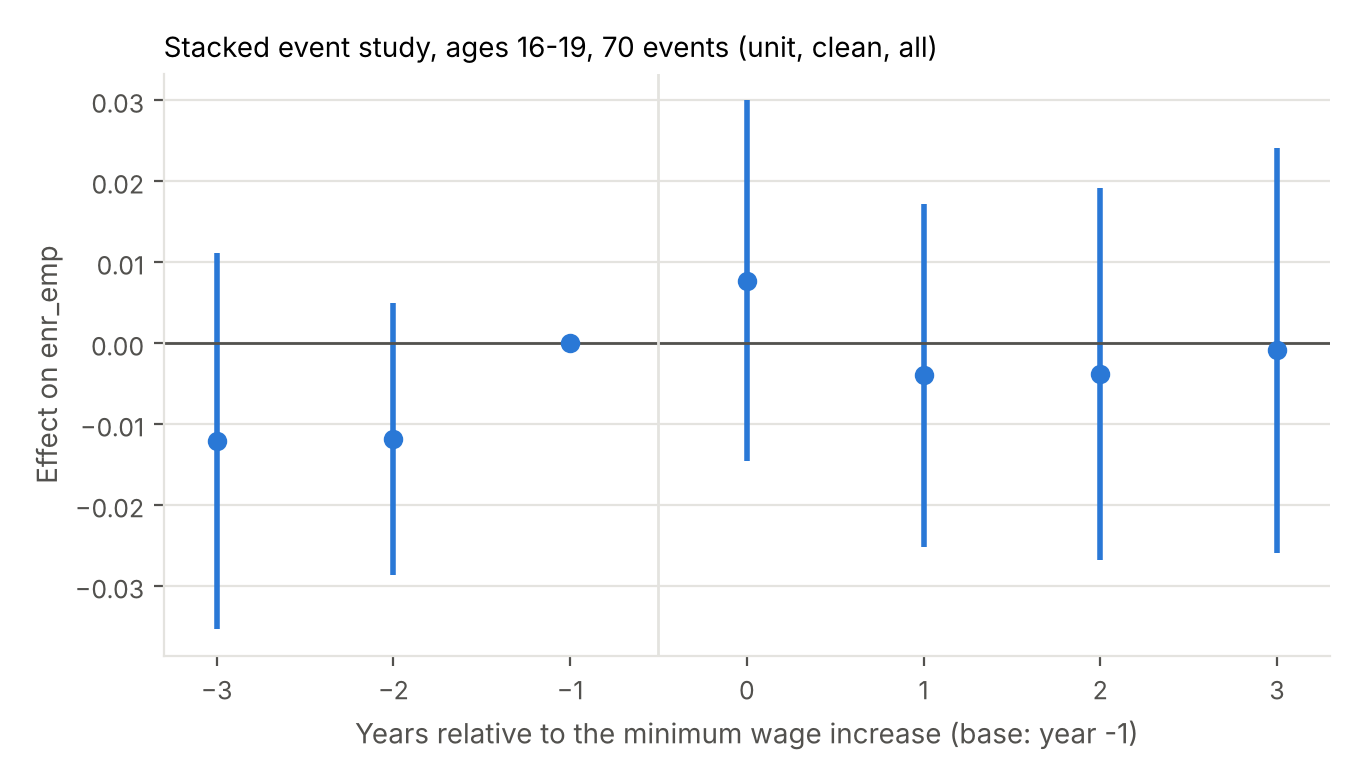 Stacked event study, ages 16-19, 70 events (unit, clean, all)
Effect on enr_emp
0.03
0.02
0.01
0.00
−0.01
−0.02
−0.03
−3 −2 −1 0 1 2 3
Years relative to the minimum wage increase (base: year -1)